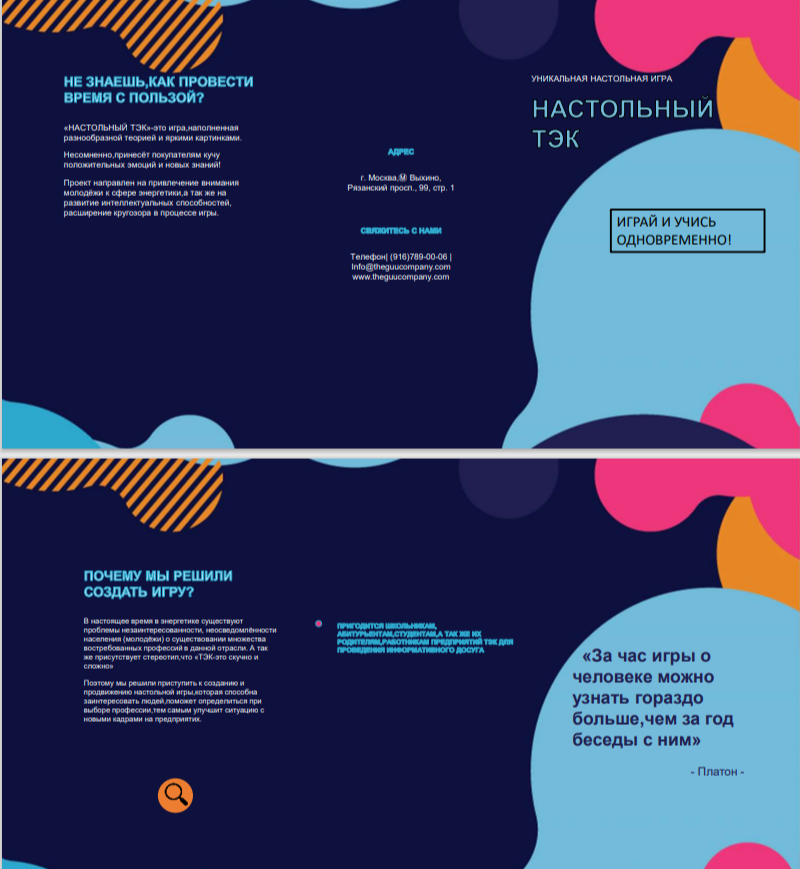 НЕ ЗНАЕШЬ,КАК ПРОВЕСТИ
ВРЕМЯ С ПОЛЬЗОЙ?
«НАСТОЛЬНЫЙ ТЭК»-это игра,наполненная
разнообразной теорией и яркими картинками.
Несомненно,принесёт покупателям кучу
положительных эмоций и новых знаний!
Проект направлен на привлечение внимания
молодёжи к сфере энергетики,а так же на
развитие интеллектуальных способностей,
расширение кругозора в процессе игры.
АДРЕС
г. Москва,Ⓜ Выхино,
Рязанский просп., 99, стр. 1
СВЯЖИТЕСЬ С НАМИ
Телефон| (916)789-00-06 |
Info@theguucompany.com
www.theguucompany.com
УНИКАЛЬНАЯ НАСТОЛЬНАЯ ИГРА
НАСТОЛЬНЫЙ
ТЭК
ИГРАЙ И УЧИСЬ
ОДНОВРЕМЕННО!
ПОЧЕМУ МЫ РЕШИЛИ
СОЗДАТЬ ИГРУ?
В настоящее время в энергетике существуют
проблемы незаинтересованности, неосведомлённости
населения (молодёжи) о существовании множества
востребованных профессий в данной отрасли. А так
же присутствует стереотип,что «ТЭК-это скучно и
сложно»
Поэтому мы решили приступить к созданию и
продвижению настольной игры,которая способна
заинтересовать людей,поможет определиться при
выборе профессии,тем самым улучшит ситуацию с
новыми кадрами на предприятих.
ПРИГОДИТСЯ ШКОЛЬНИКАМ,
АБИТУРЬЕНТАМ,СТУДЕНТАМ,А ТАК ЖЕ ИХ
РОДИТЕЛЯМ,РАБОТНИКАМ ПРЕДПРИЯТИЙ ТЭК ДЛЯ
ПРОВЕДЕНИЯ ИНФОРМАТИВНОГО ДОСУГА
«За час игры о
человеке можно
узнать гораздо
больше,чем за год
беседы с ним»
- Платон -